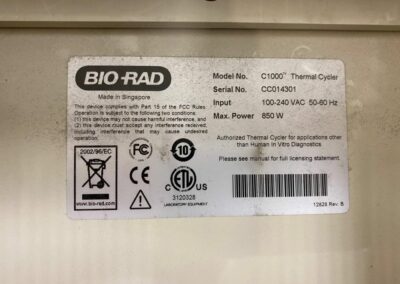 BIO-RAD
Made in Singapore
This device complies with Part 15 of the FCC Rules
Operation is subject to the following two conditions:
(1) this device may not cause harmful interference, and
(2) this device must accept any interference received,
including interference that may cause undesired
operation.
2002/96/EC
www.bio-rad.com
FC
10
CE
C ETL US
3120328
LABORATORY EQUIPMENT
Model No. C1000™ Thermal Cycler
Serial No. CC014301
Input 100-240 VAC 50-60 Hz
Max. Power 850 W
Authorized Thermal Cycler for applications other
than Human In Vitro Diagnostics
Please see manual for full licensing statement.
12629 Rev. B